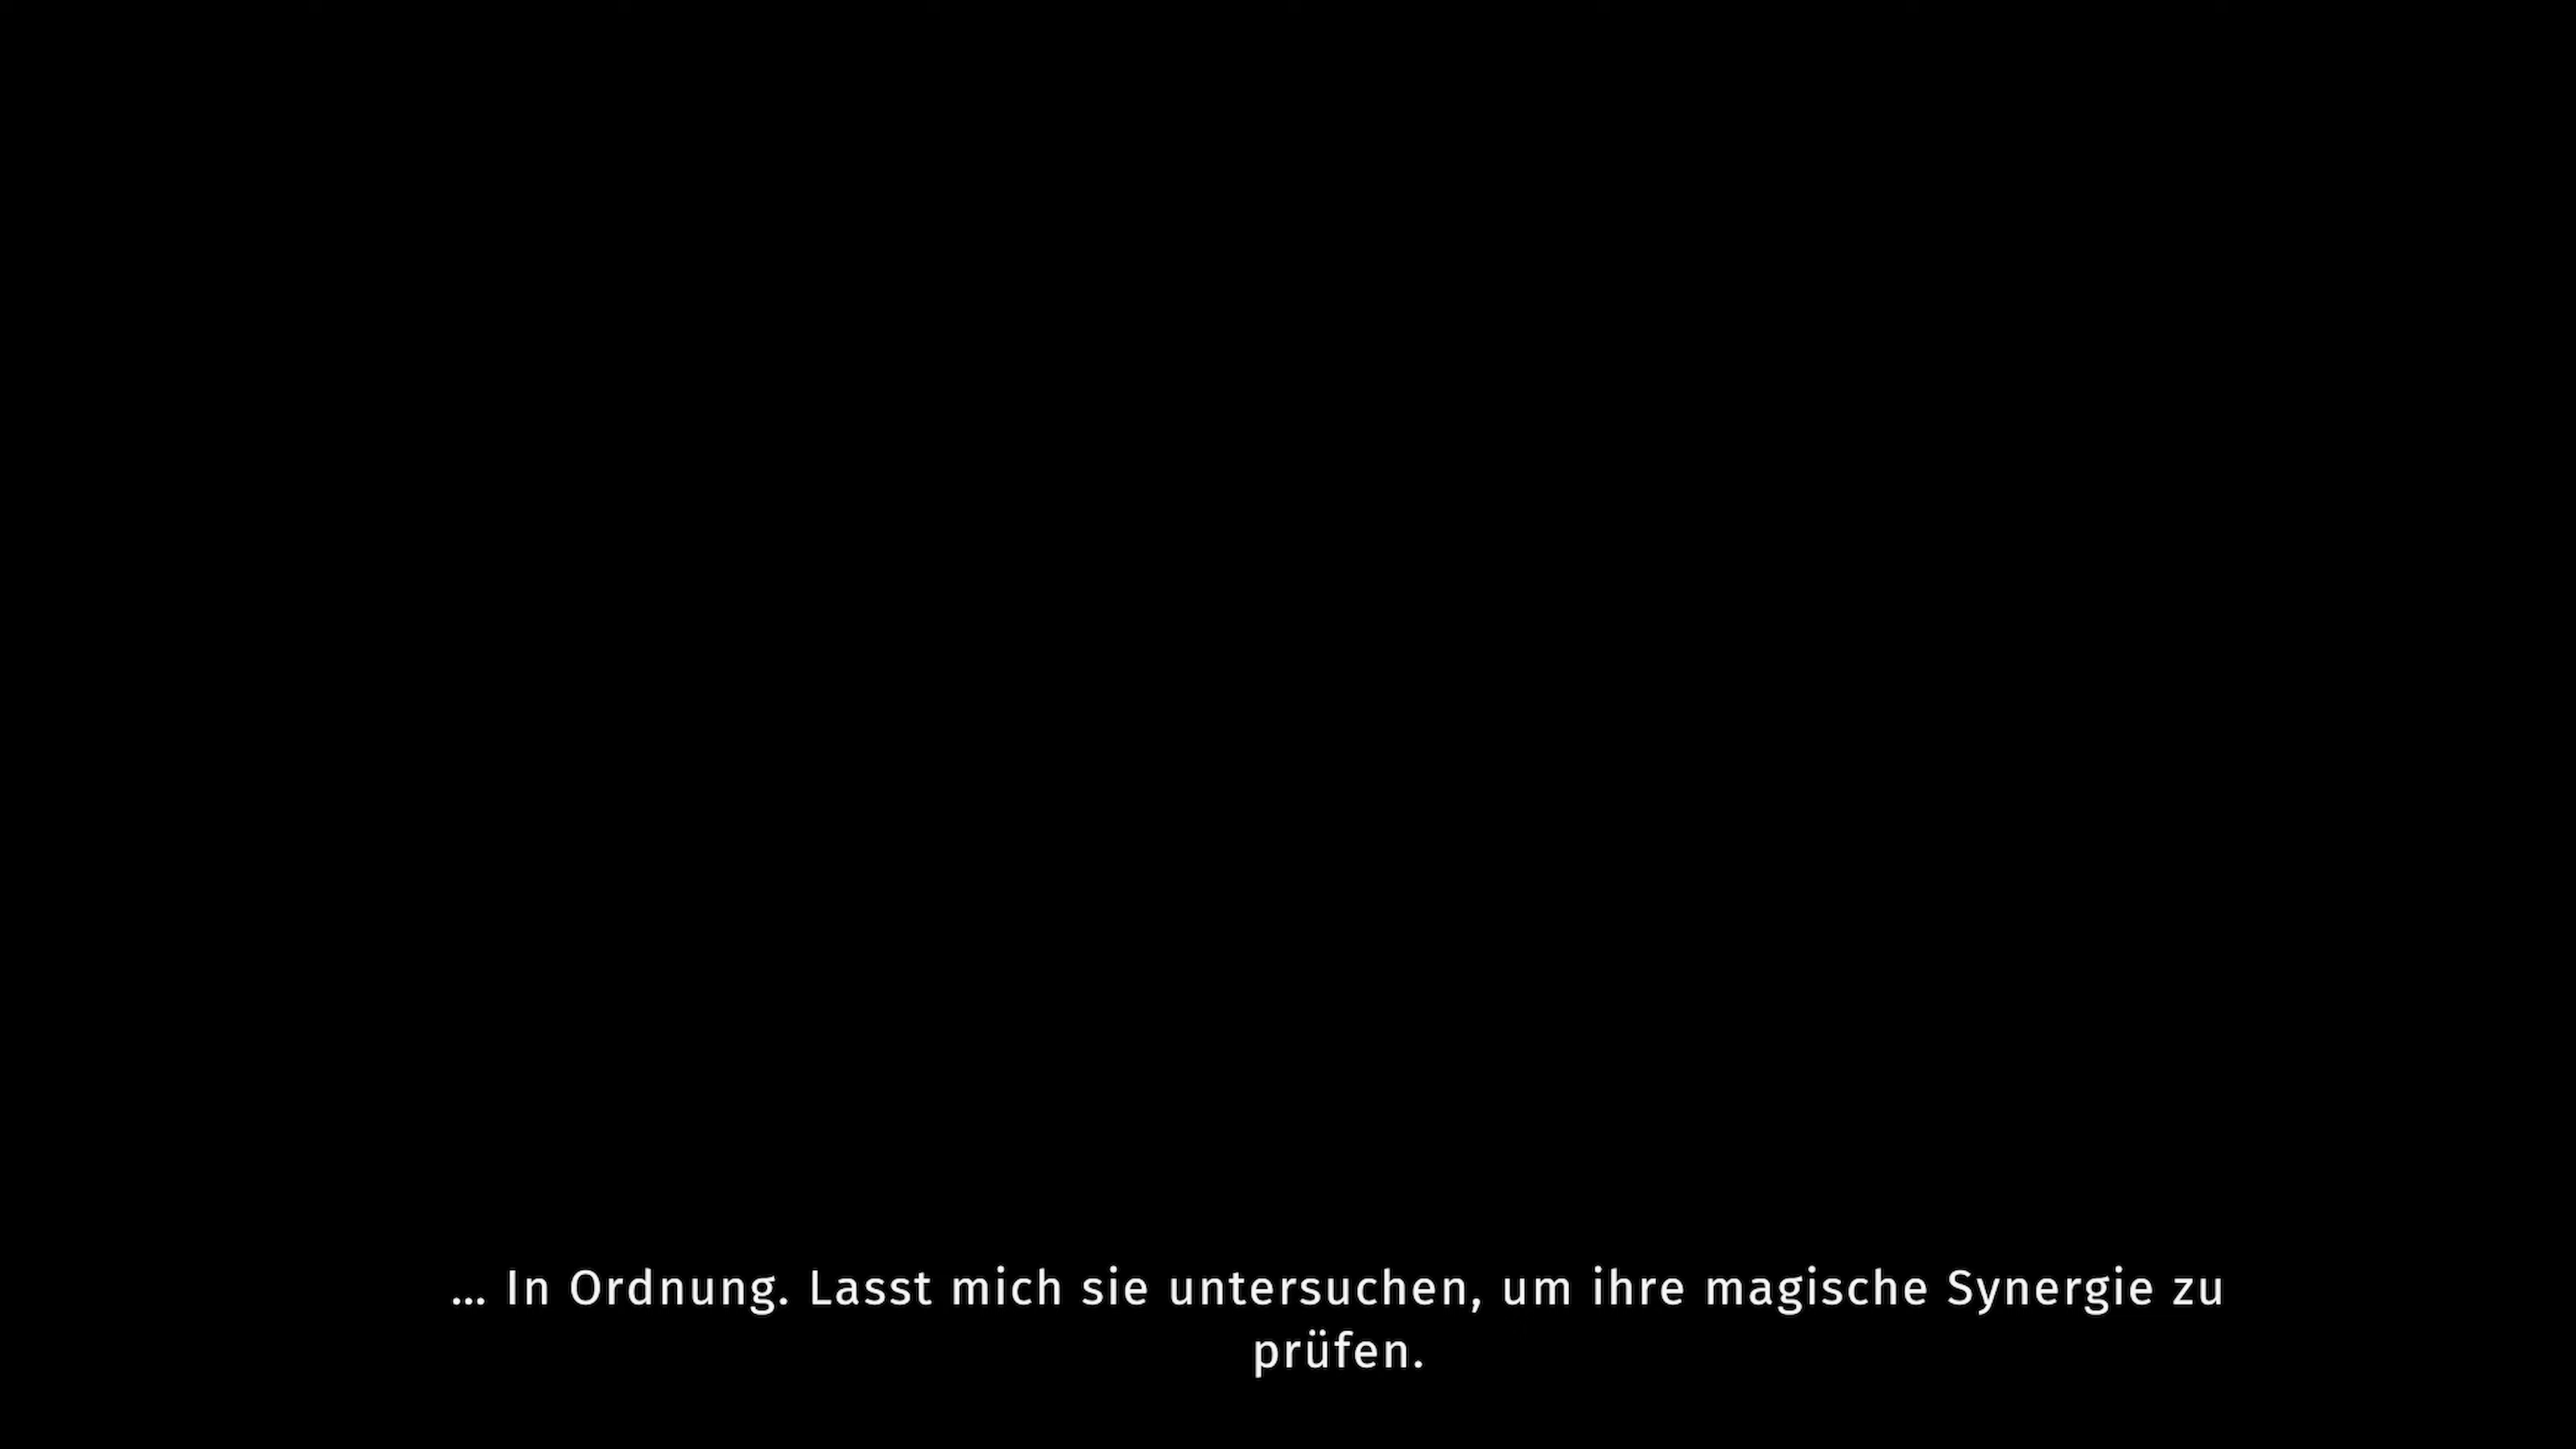 … In Ordnung. Lasst mich sie untersuchen, um ihre magische Synergie zu
prüfen.